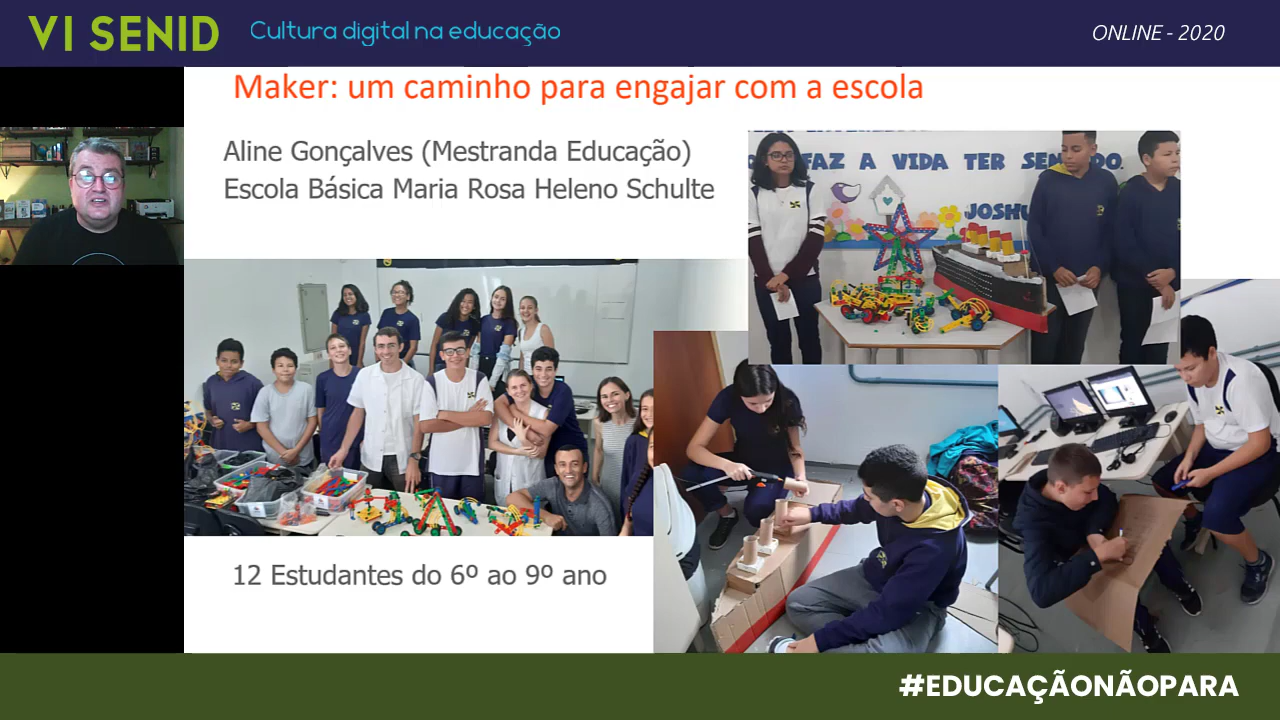 VI SENID
Cultura digital na educação
ONLINE - 2020
Maker: um caminho para engajar com a escola
Aline Gonçalves (Mestranda Educação)
Escola Básica Maria Rosa Heleno Schulte
FAZ A VIDA TER SENTIDO.
JOSHU
12 Estudantes do 6º ao 9º ano
#EDUCAÇÃONÃOPARA